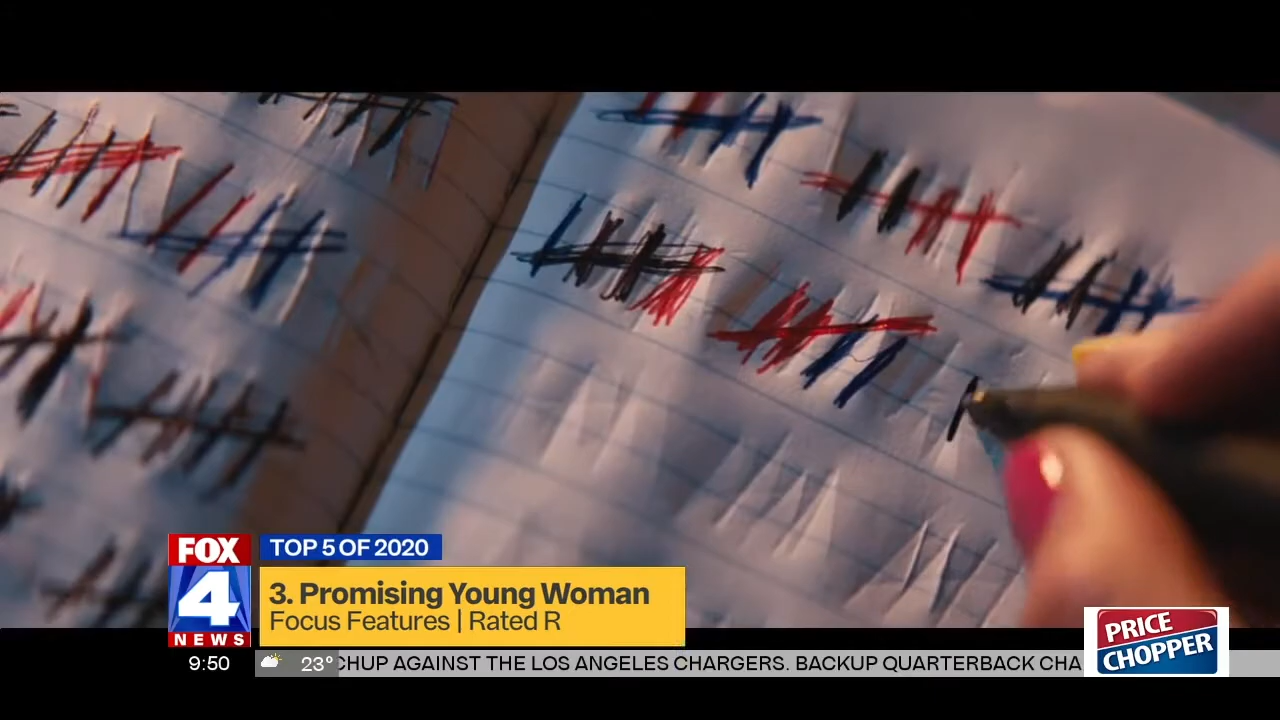 FOX
4
NEWS
TOP 5 OF 2020
3. Promising Young Woman
Focus Features | Rated R
9:50
23°
CHUP AGAINST THE LOS ANGELES CHARGERS. BACKUP QUARTERBACK CHA
PRICE
CHOPPER